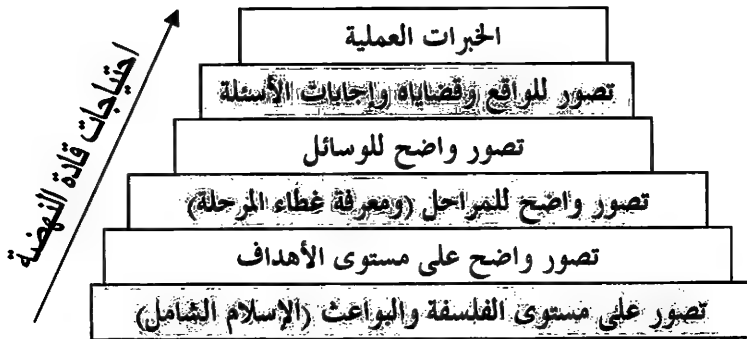 الخبرات العملية
تصور للواقع وقضاياه وإجابات الأسئلة
تصور واضح للوسائل
تصور واضح للمراحل (ومعرفة غطاء المرحلة)
تصور واضح على مستوى الأهداف
تصور على مستوى الفلسفة والبواعث (الإسلام الشامل)
احتياجات قادة النهضة